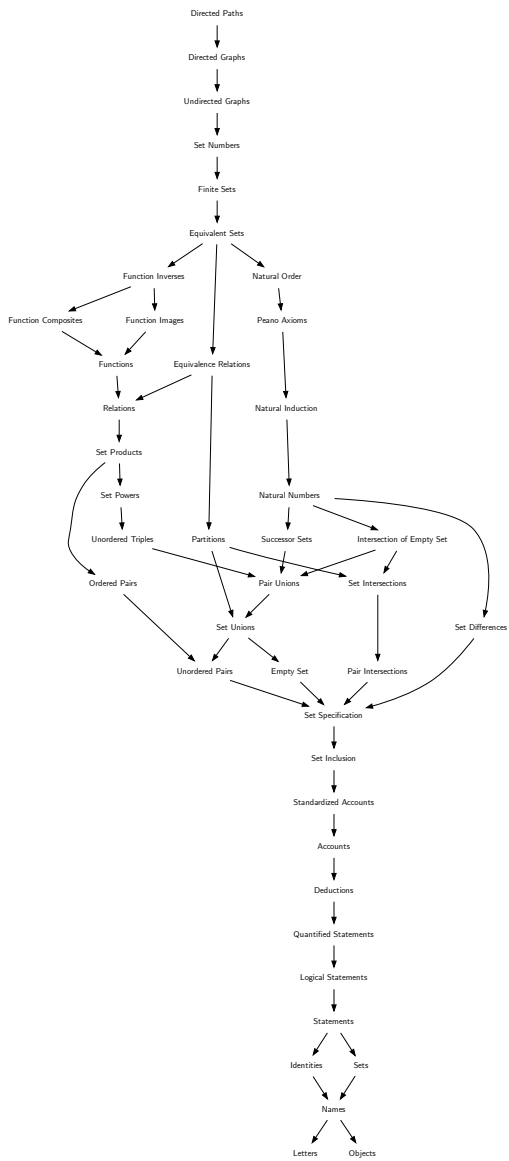 Directed Paths
Directed Graphs
Undirected Graphs
Set Numbers
Finite Sets
Equivalent Sets
Function Inverses
Natural Order
Function Composites
Function Images
Peano Axioms
Functions
Equivalence Relations
Relations
Natural Induction
Set Products
Set Powers
Natural Numbers
Unordered Triples
Partitions
Successor Sets
Intersection of Empty Set
Ordered Pairs
Pair Unions
Set Intersections
Set Unions
Set Differences
Unordered Pairs
Empty Set
Pair Intersections
Set Specification
Set Inclusion
Standardized Accounts
Accounts
Deductions
Quantified Statements
Logical Statements
Statements
Identities
Sets
Names
Letters
Objects